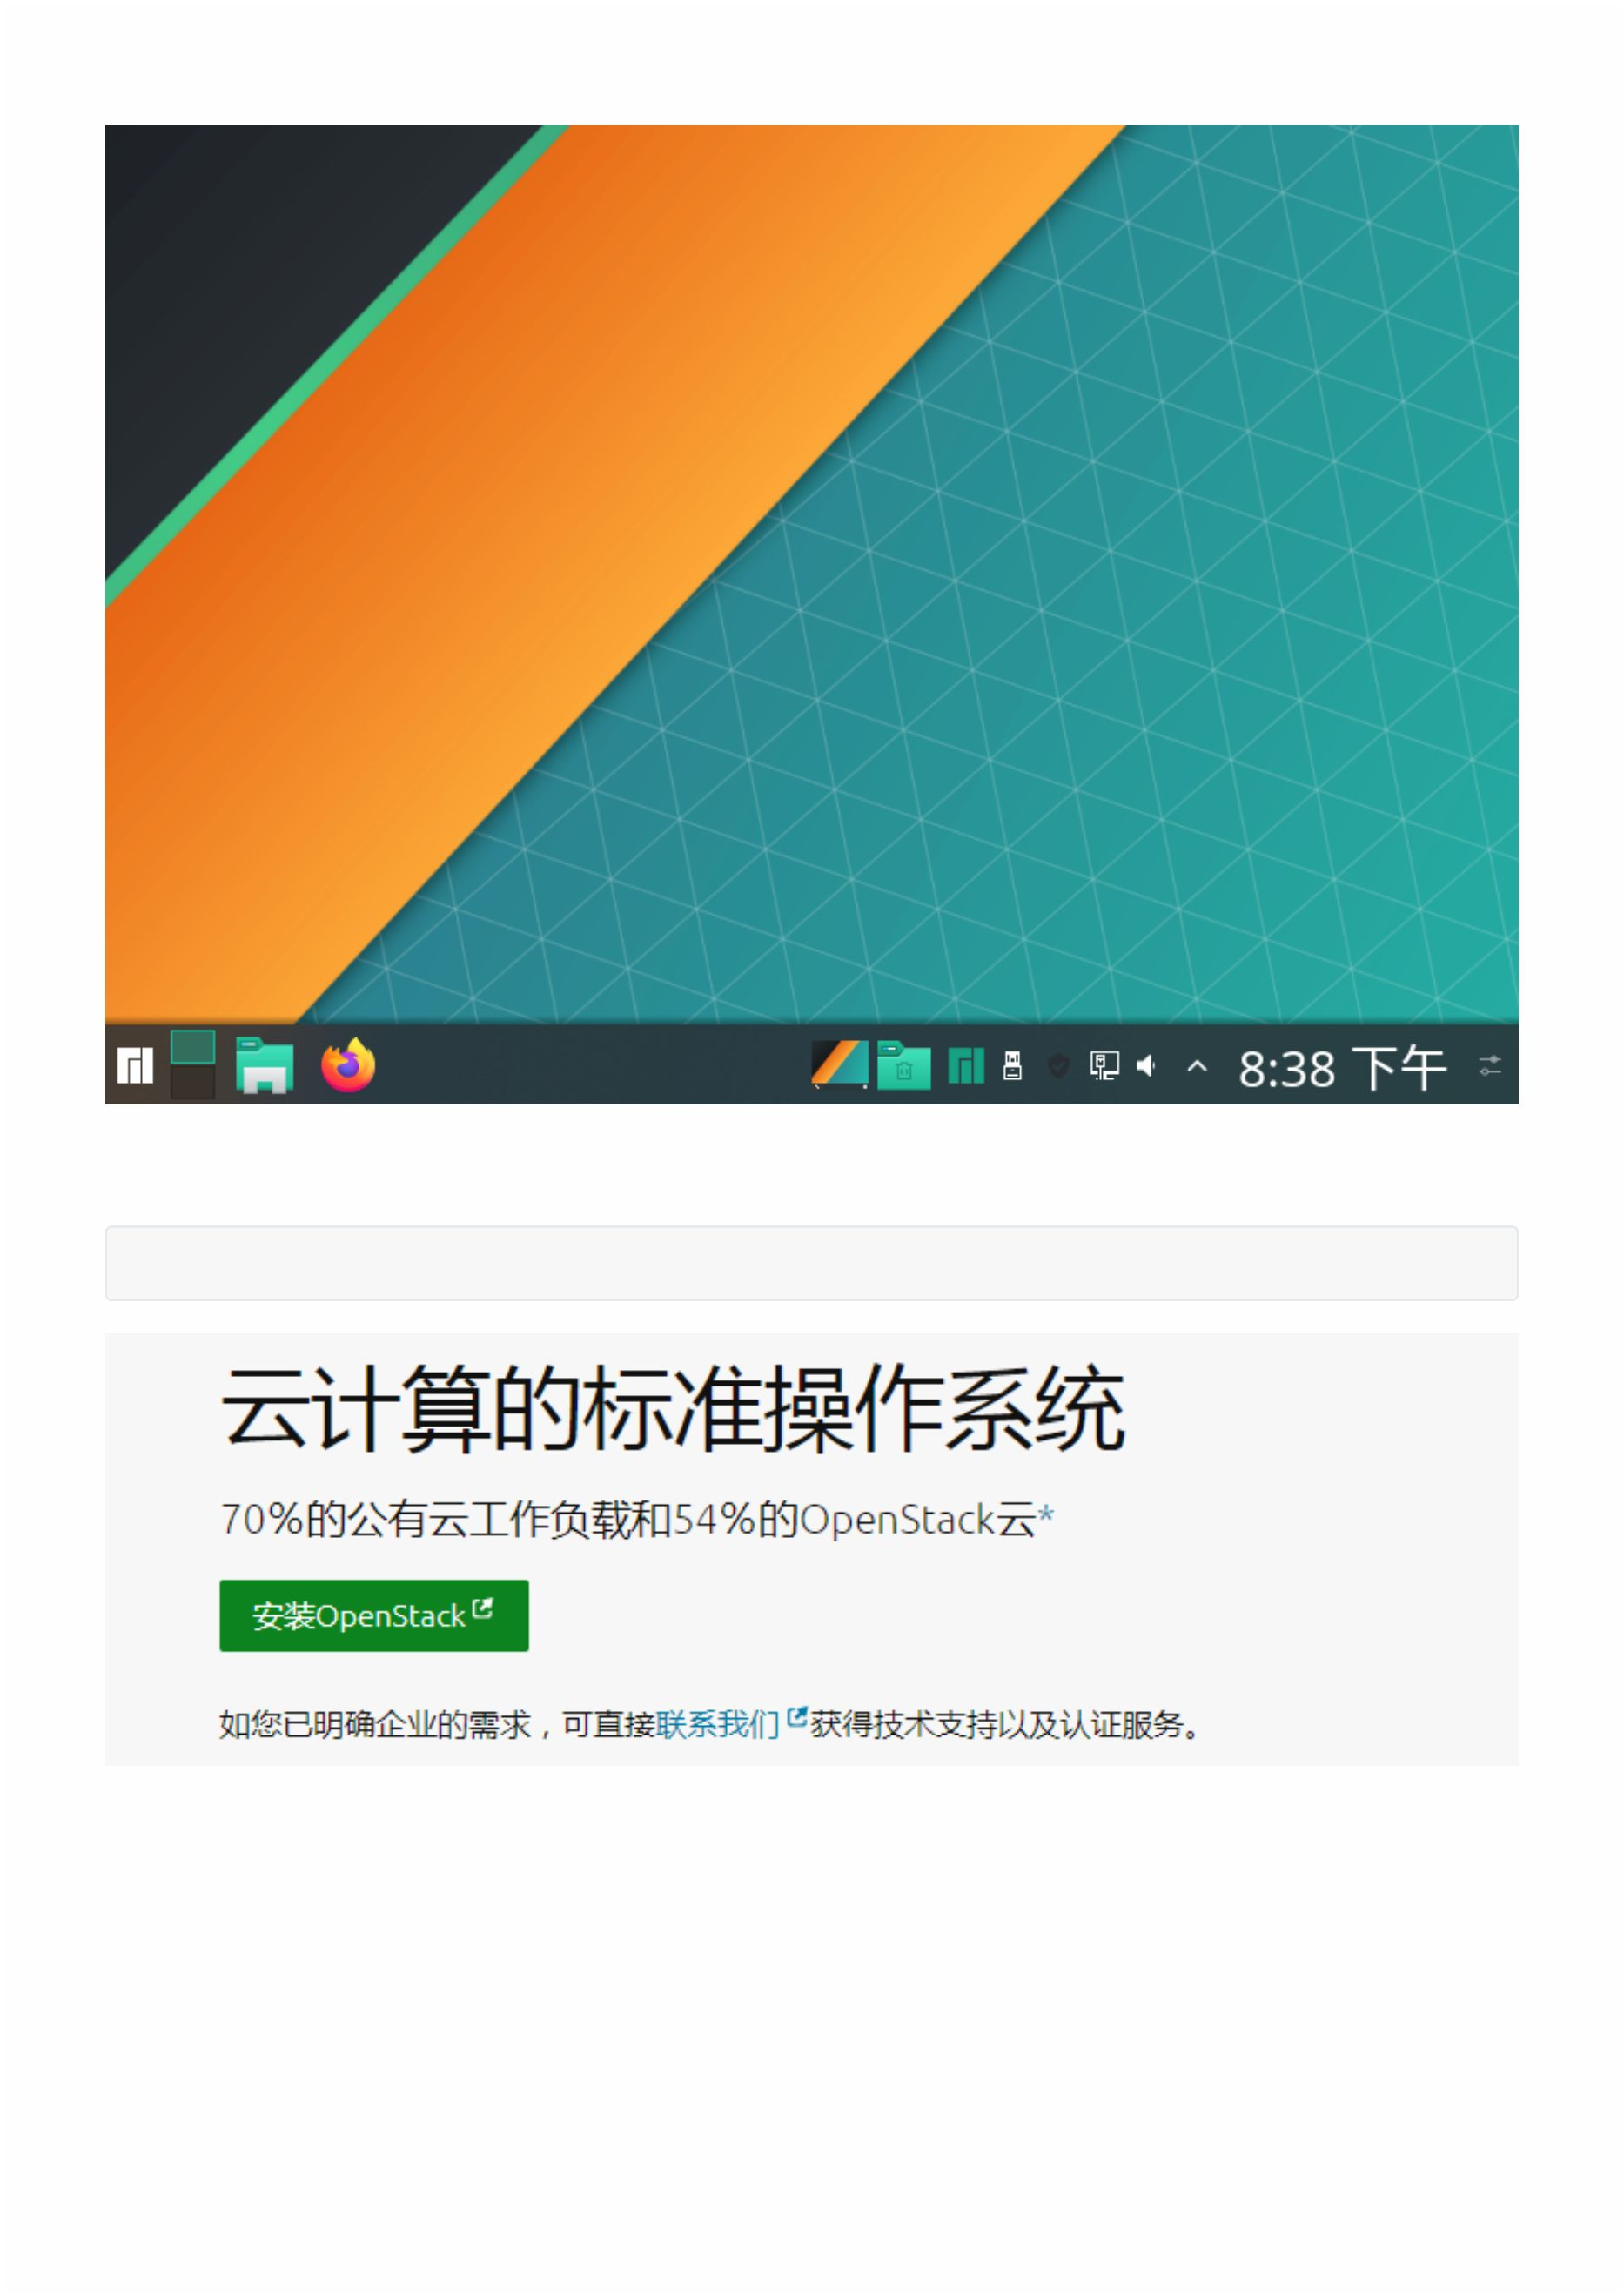 8:38 下午
云计算的标准操作系统
70%的公有云工作负载和54%的OpenStack云*
安装OpenStack
如您已明确企业的需求，可直接联系我们获得技术支持以及认证服务。